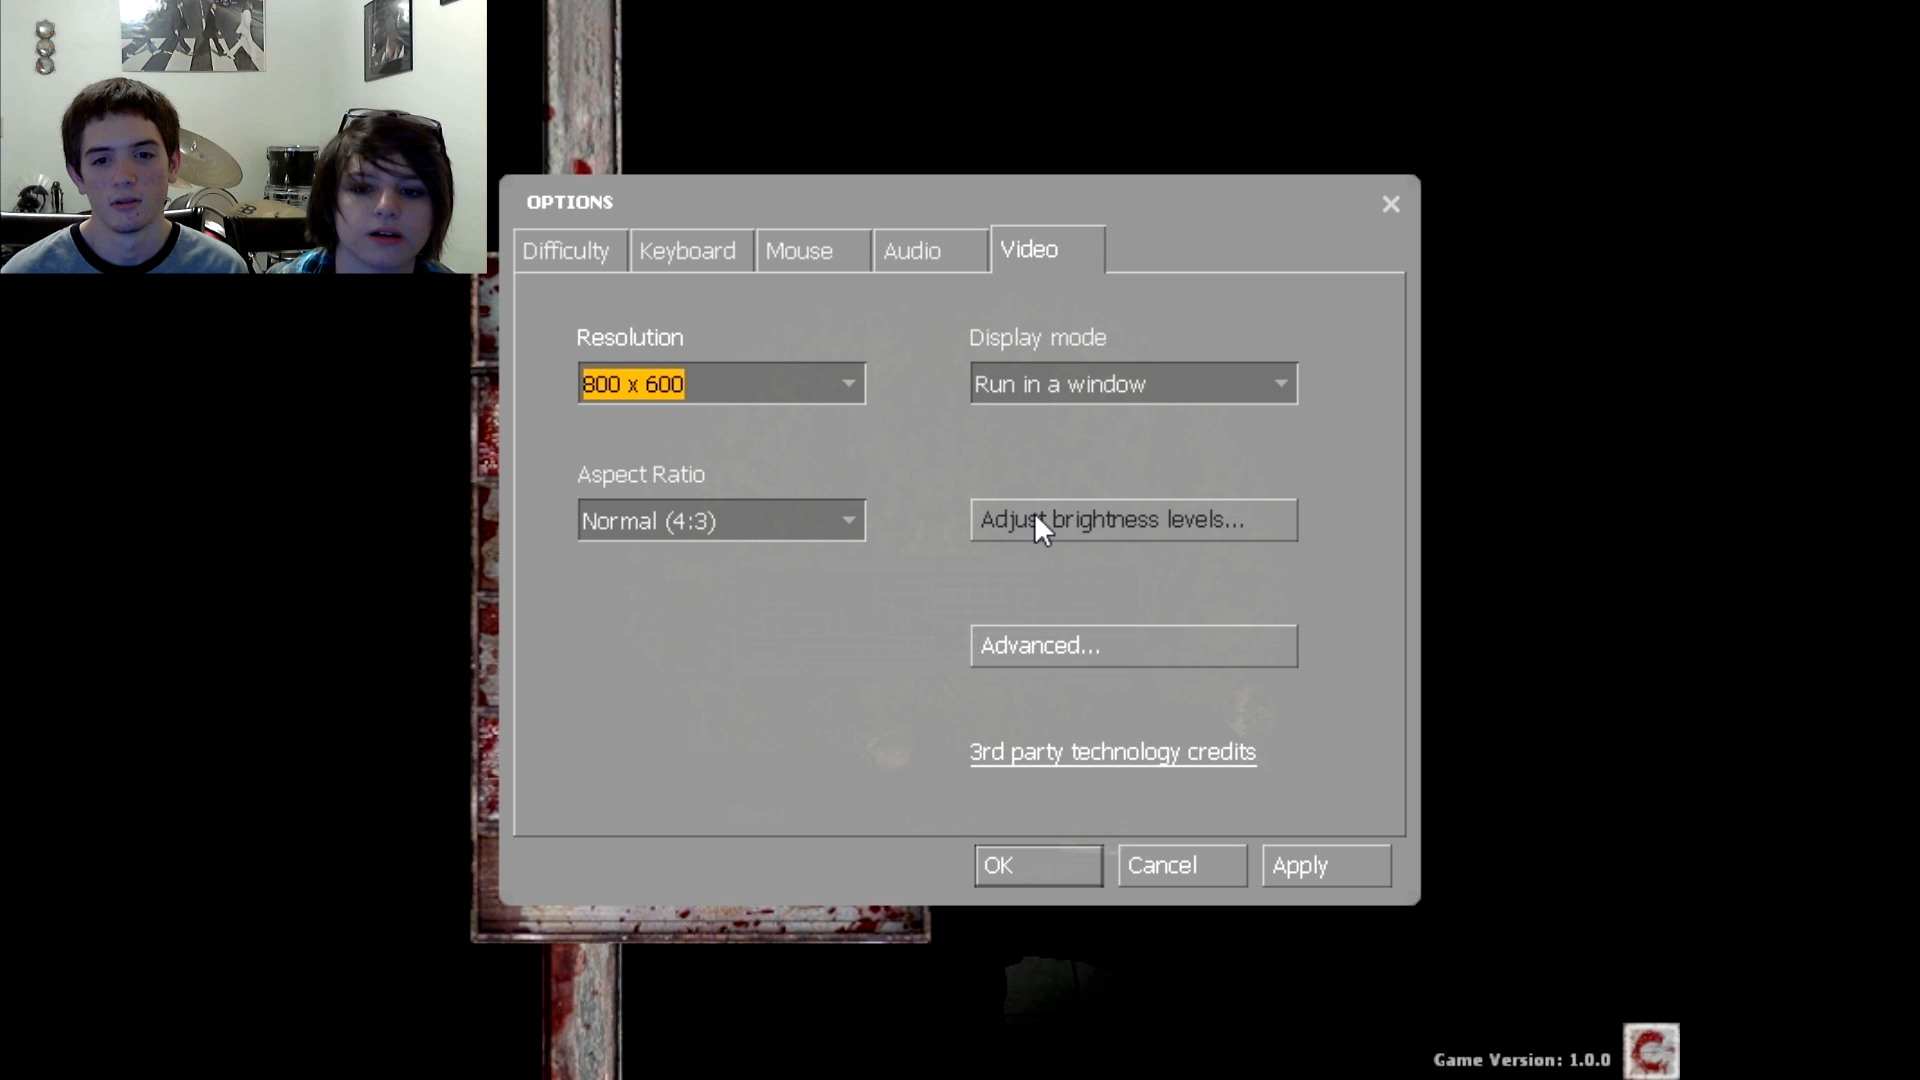 OPTIONS
Difficulty
Keyboard
Mouse
Audio
Video
Resolution
Display mode
800 x 600
Run in a window
Aspect Ratio
Normal (4:3)
Adjust brightness levels...
Advanced...
3rd party technology credits
OK
Cancel
Apply
Game Version: 1.0.0